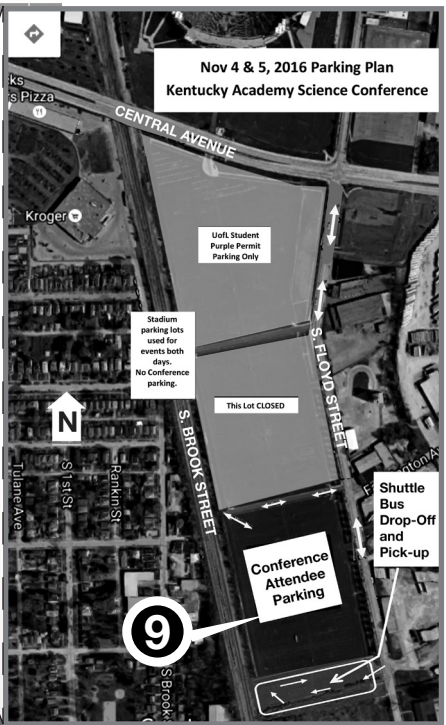 Nov 4 & 5, 2016 Parking Plan
Kentucky Academy Science Conference
s Pizza
CENTRAL AVENUE
Kroger
UofL Student
Purple Permit
Parking Only
Stadium
parking lots
used for
events both
days.
No Conference
parking.
S. FLOYD STREET
This Lot CLOSED
N
S. BROOK STREET
Tulane Ave
S 1st St
Rankin St
Shuttle
Bus
Drop-Off
and
Pick-up
Conference
Attendee
Parking
9
S Brook